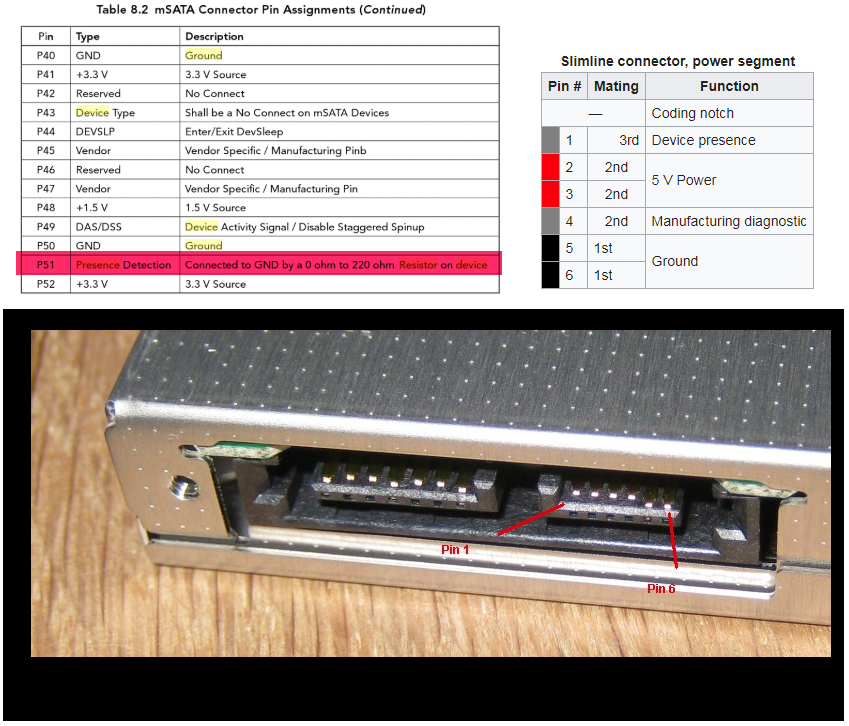 Table 8.2 mSATA Connector Pin Assignments (Continued)
Pin Type Description
P40 GND Ground
P41 +3.3 V 3.3 V Source
P42 Reserved No Connect
P43 Device Type Shall be a No Connect on mSATA Devices
P44 DEVSLP Enter/Exit DevSleep
P45 Vendor Vendor Specific / Manufacturing Pinb
P46 Reserved No Connect
P47 Vendor Vendor Specific / Manufacturing Pin
P48 +1.5 V 1.5 V Source
P49 DAS/DSS Device Activity Signal / Disable Staggered Spinup
P50 GND Ground
P51 Presence Detection Connected to GND by a 0 ohm to 220 ohm Resistor on device
P52 +3.3 V 3.3 V Source
Slimline connector, power segment
Pin # Mating Function
— Coding notch
1 3rd Device presence
2 2nd 5 V Power
3 2nd
4 2nd Manufacturing diagnostic
5 1st Ground
6 1st
Pin 1
Pin 6